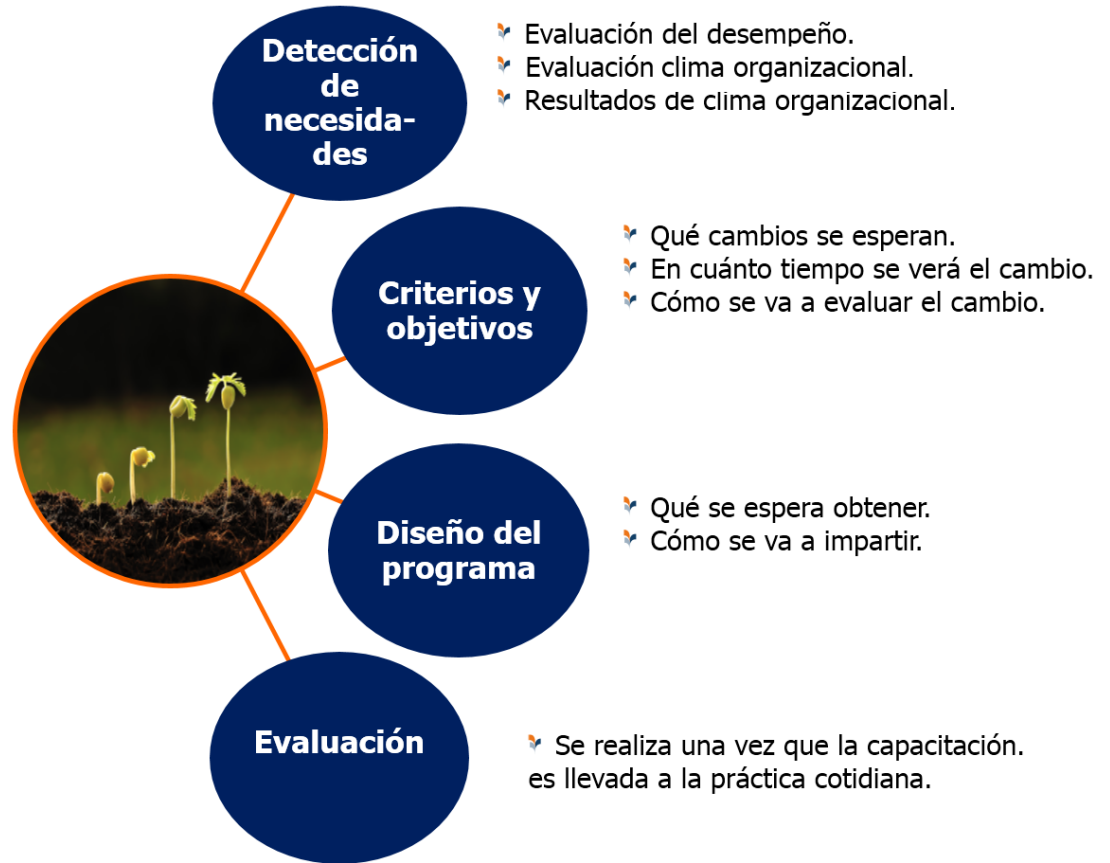 Detección
de
necesida-
des
Evaluación del desempeño.
Evaluación clima organizacional.
Resultados de clima organizacional.
Criterios y
objetivos
Qué cambios se esperan.
En cuánto tiempo se verá el cambio.
Cómo se va a evaluar el cambio.
Diseño del
programa
Qué se espera obtener.
Cómo se va a impartir.
Evaluación
Se realiza una vez que la capacitación.
es llevada a la práctica cotidiana.